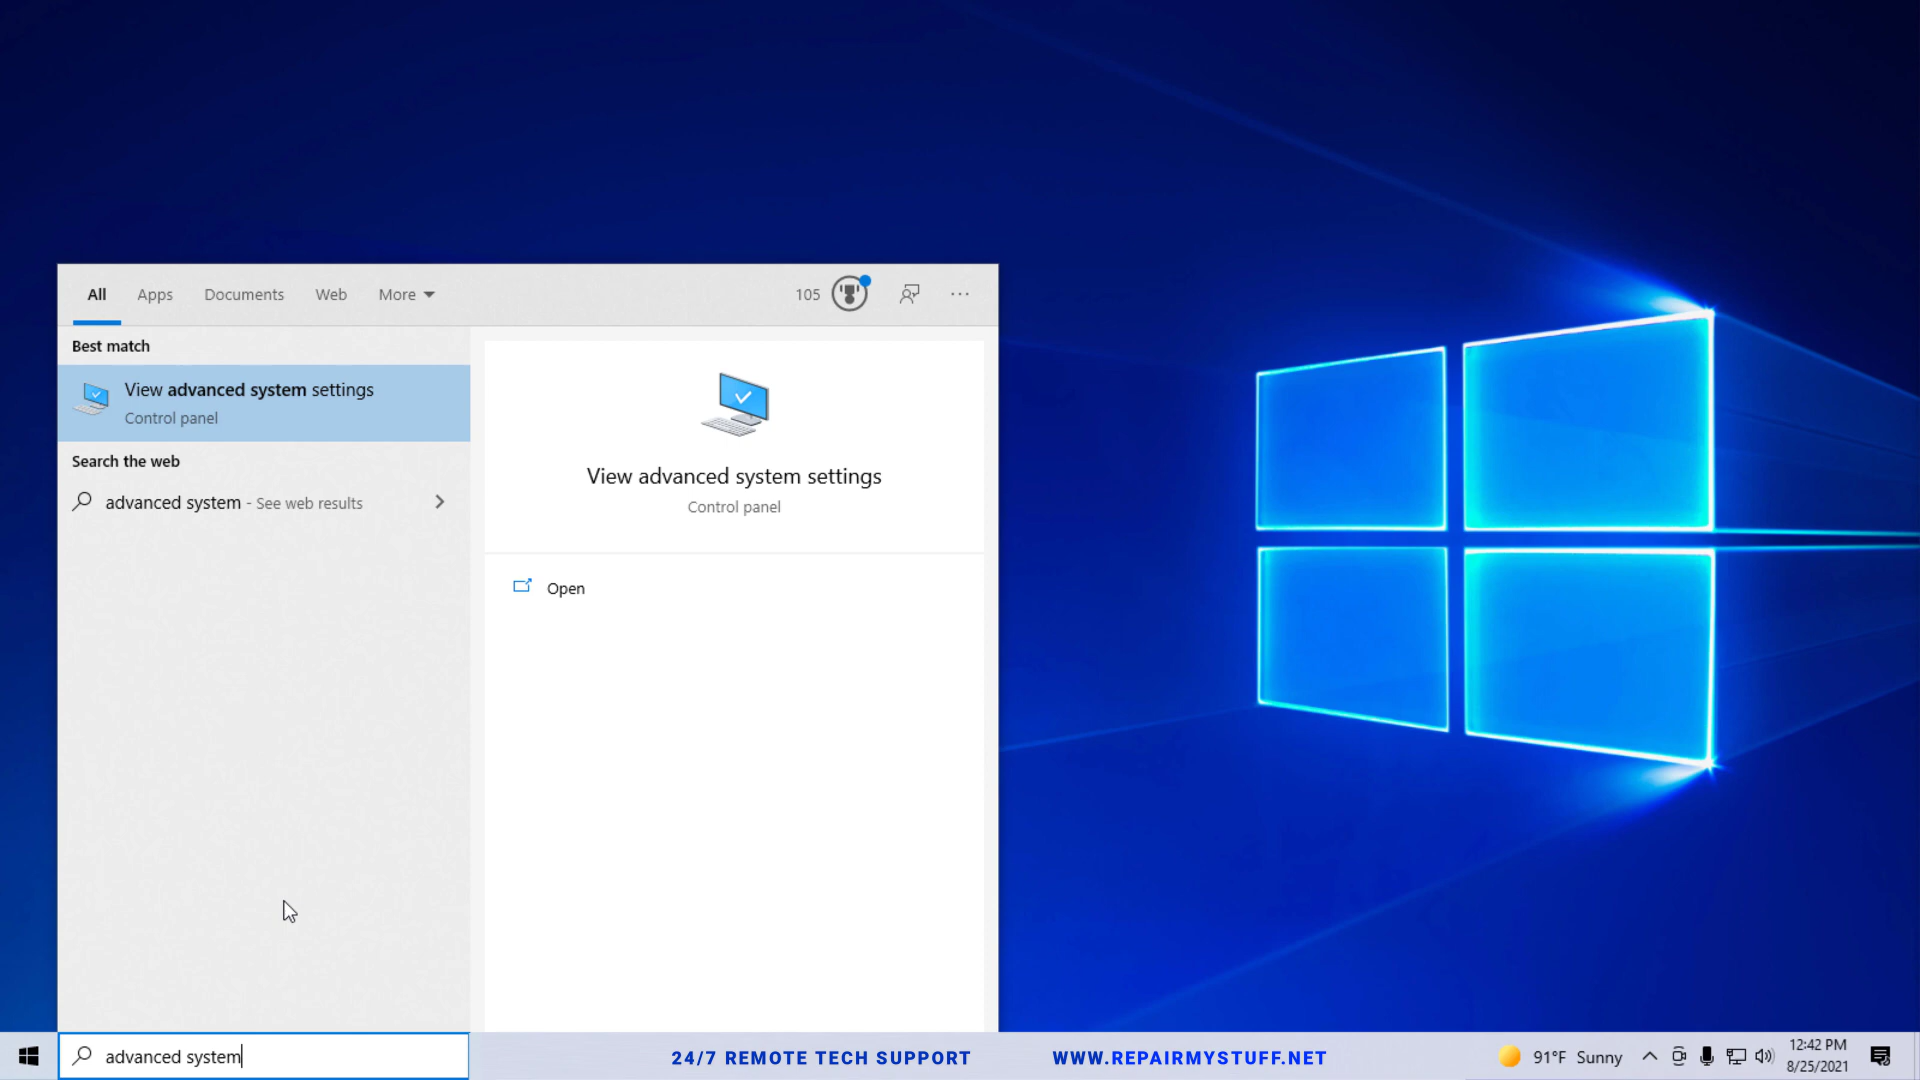 All Apps Documents Web More 105
Best match
View advanced system settings
Control panel
Search the web
advanced system - See web results
View advanced system settings
Control panel
Open
advanced system
24/7 REMOTE TECH SUPPORT WWW.REPAIRMYSTUFF.NET
91°F Sunny
12:42 PM
8/25/2021